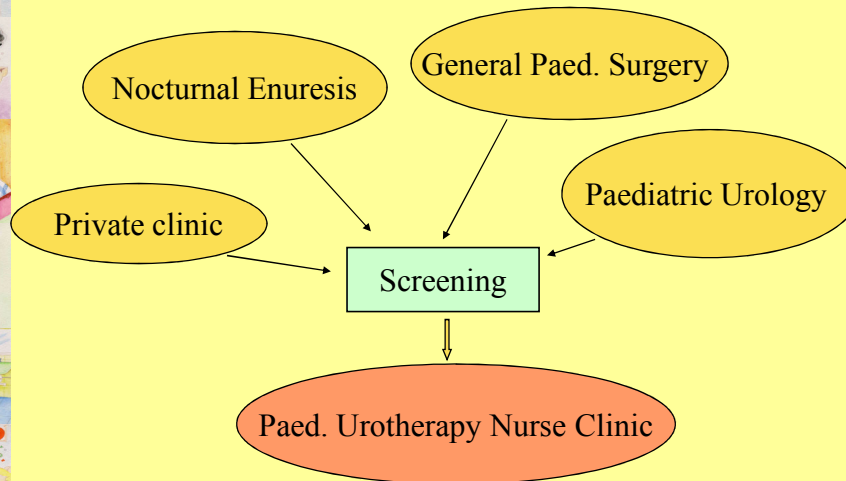 General Paed. Surgery
Nocturnal Enuresis
Paediatric Urology
Private clinic
Screening
Paed. Urotherapy Nurse Clinic